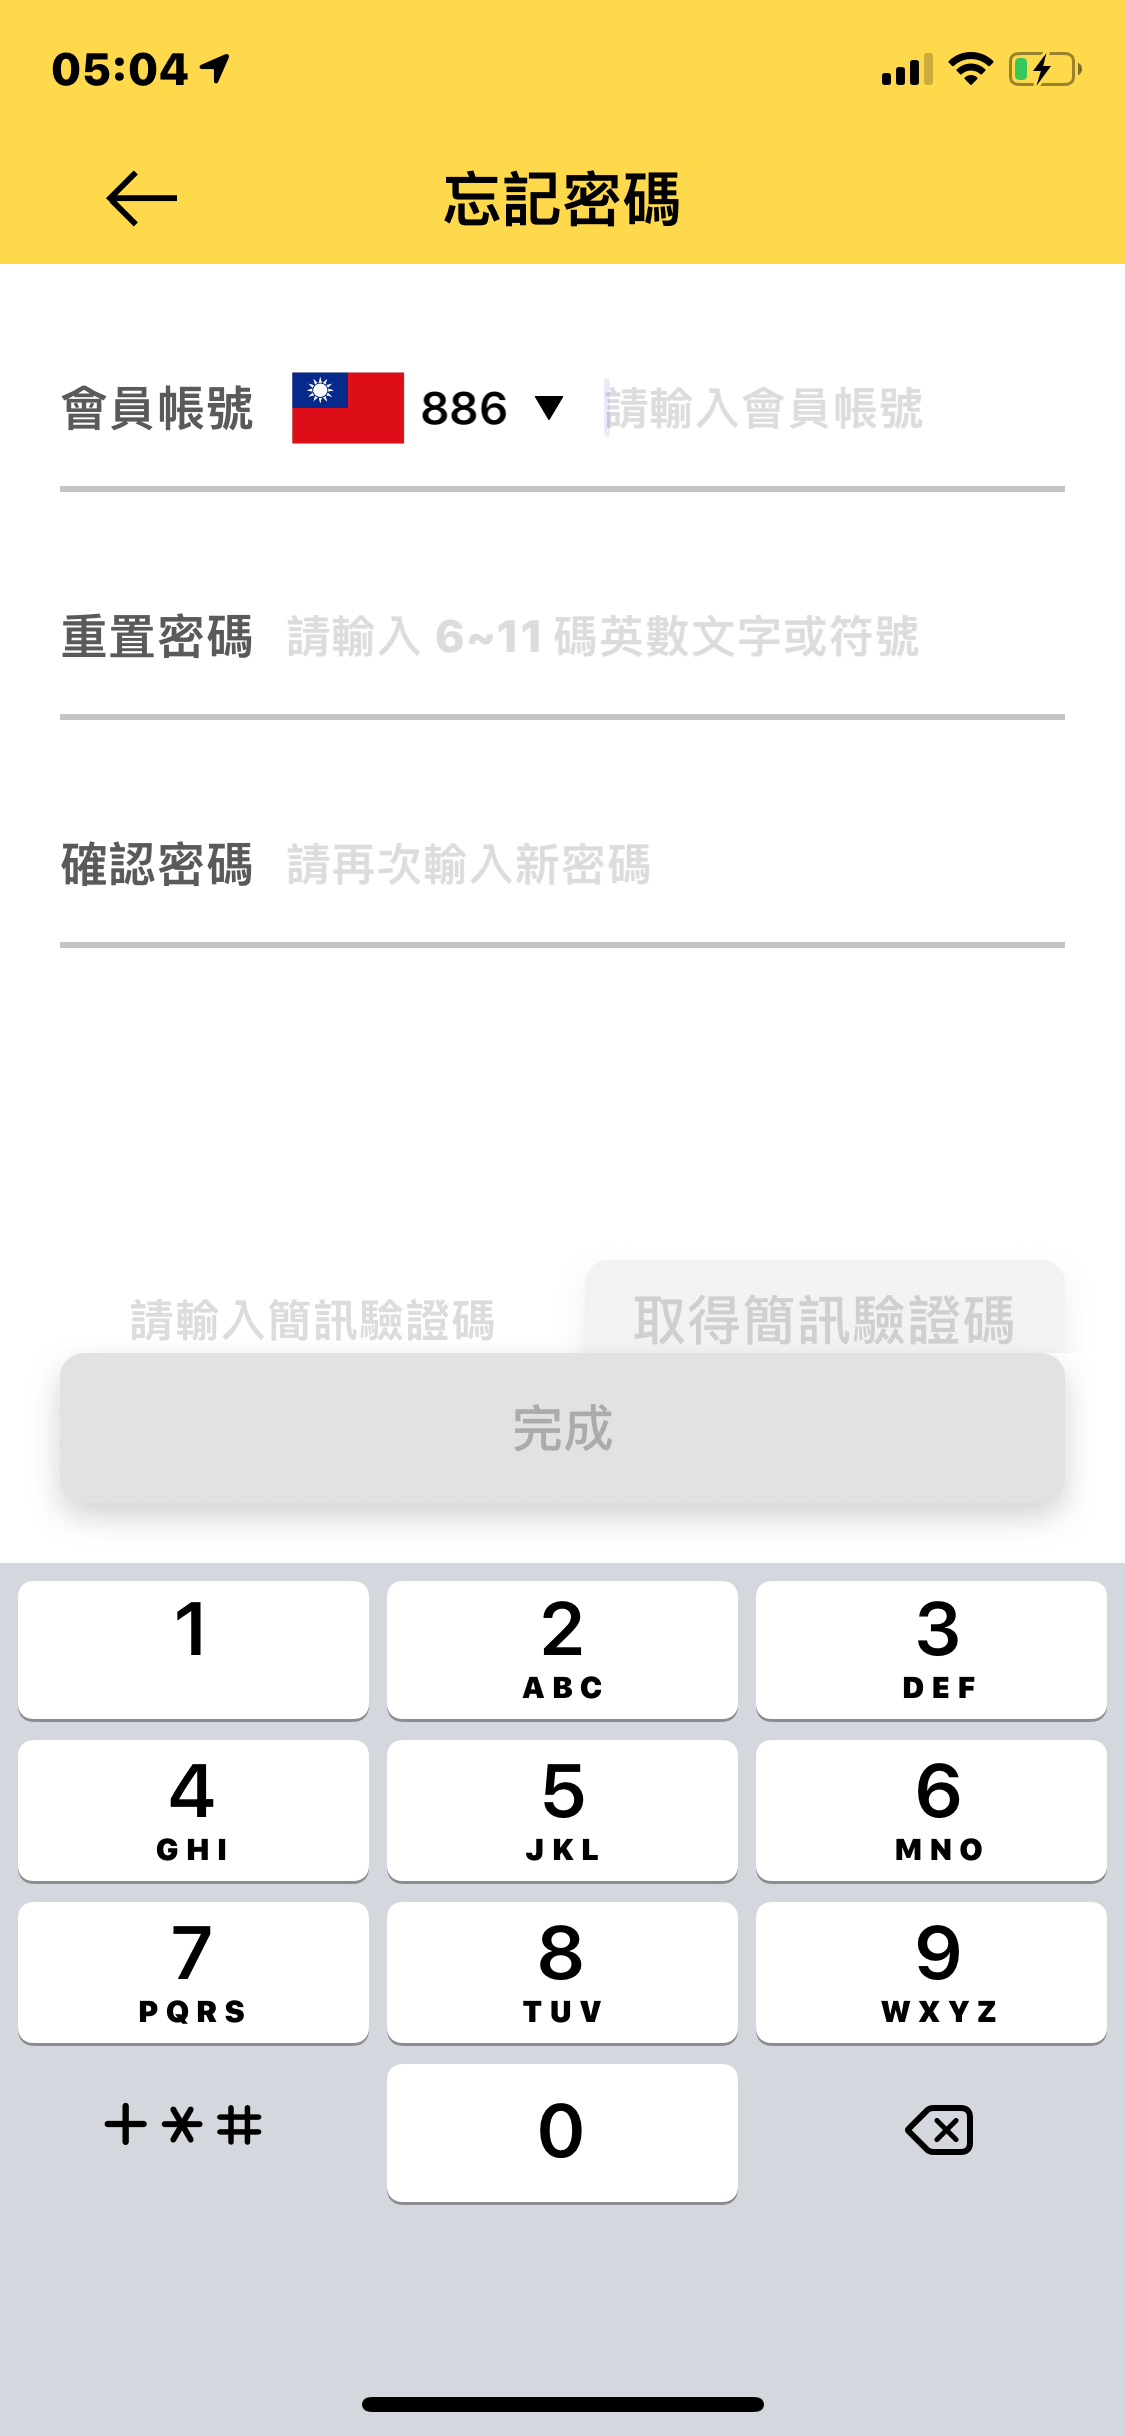 05:04
忘記密碼
會員帳號 886 ▼ 請輸入會員帳號
重置密碼 請輸入 6~11 碼英數文字或符號
確認密碼 請再次輸入新密碼
請輸入簡訊驗證碼 取得簡訊驗證碼
完成
1 2 3
ABC DEF
4 5 6
GHI JKL MNO
7 8 9
PQRS TUV WXYZ
+*# 0